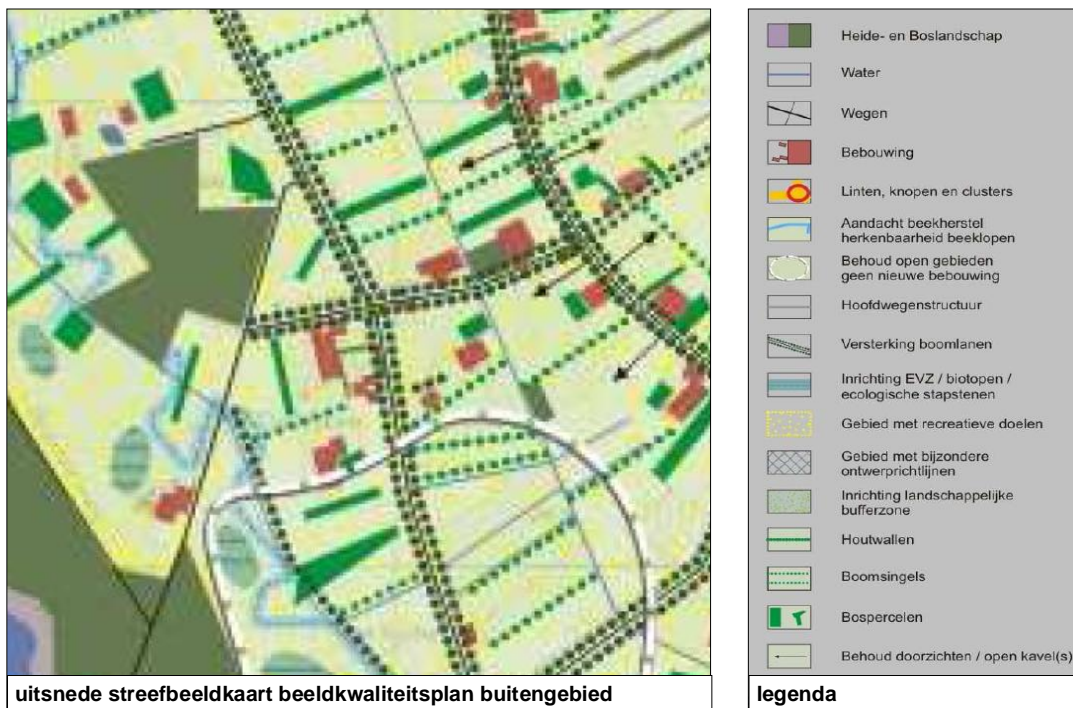 Heide- en Boslandschap
Water
Wegen
Bebouwing
Linten, knopen en clusters
Aandacht beekherstel
herkenbaarheid beeklopen
Behoud open gebieden
geen nieuwe bebouwing
Hoofdwegenstructuur
Versterking boomlanen
Inrichting EVZ / biotopen /
ecologische stapstenen
Gebied met recreatieve doelen
Gebied met bijzondere
ontwerprichtlijnen
Inrichting landschappelijke
bufferzone
Houtwallen
Boomsingels
Bospercelen
Behoud doorzichten / open kavel(s)
uitsnede streefbeeldkaart beeldkwaliteitsplan buitengebied
legenda